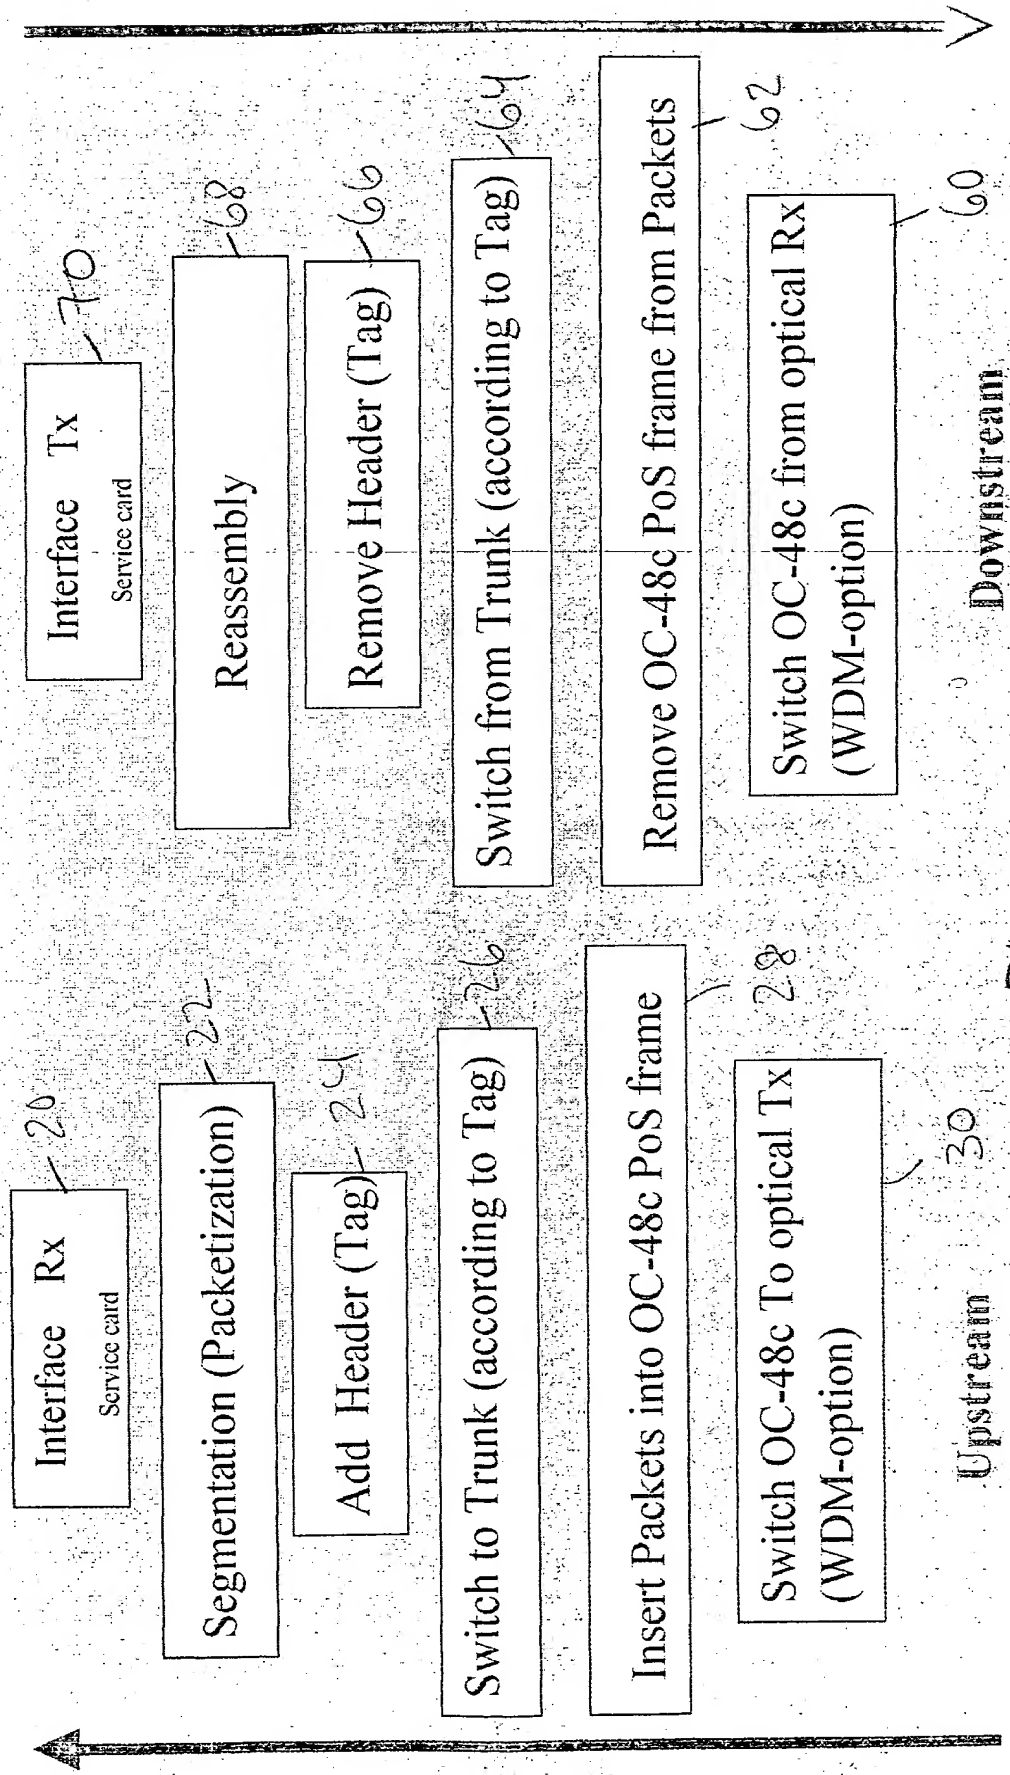 Interface Rx
Service card
20
Segmentation (Packetization)
22
Add Header (Tag)
24
Switch to Trunk (according to Tag)
26
Insert Packets into OC-48c PoS frame
28
Switch OC-48c To optical Tx
(WDM-option)
30
Upstream
Interface Tx
Service card
70
Reassembly
68
Remove Header (Tag)
66
Switch from Trunk (according to Tag)
64
Remove OC-48c PoS frame from Packets
62
Switch OC-48c from optical Rx
(WDM-option)
60
Downstream